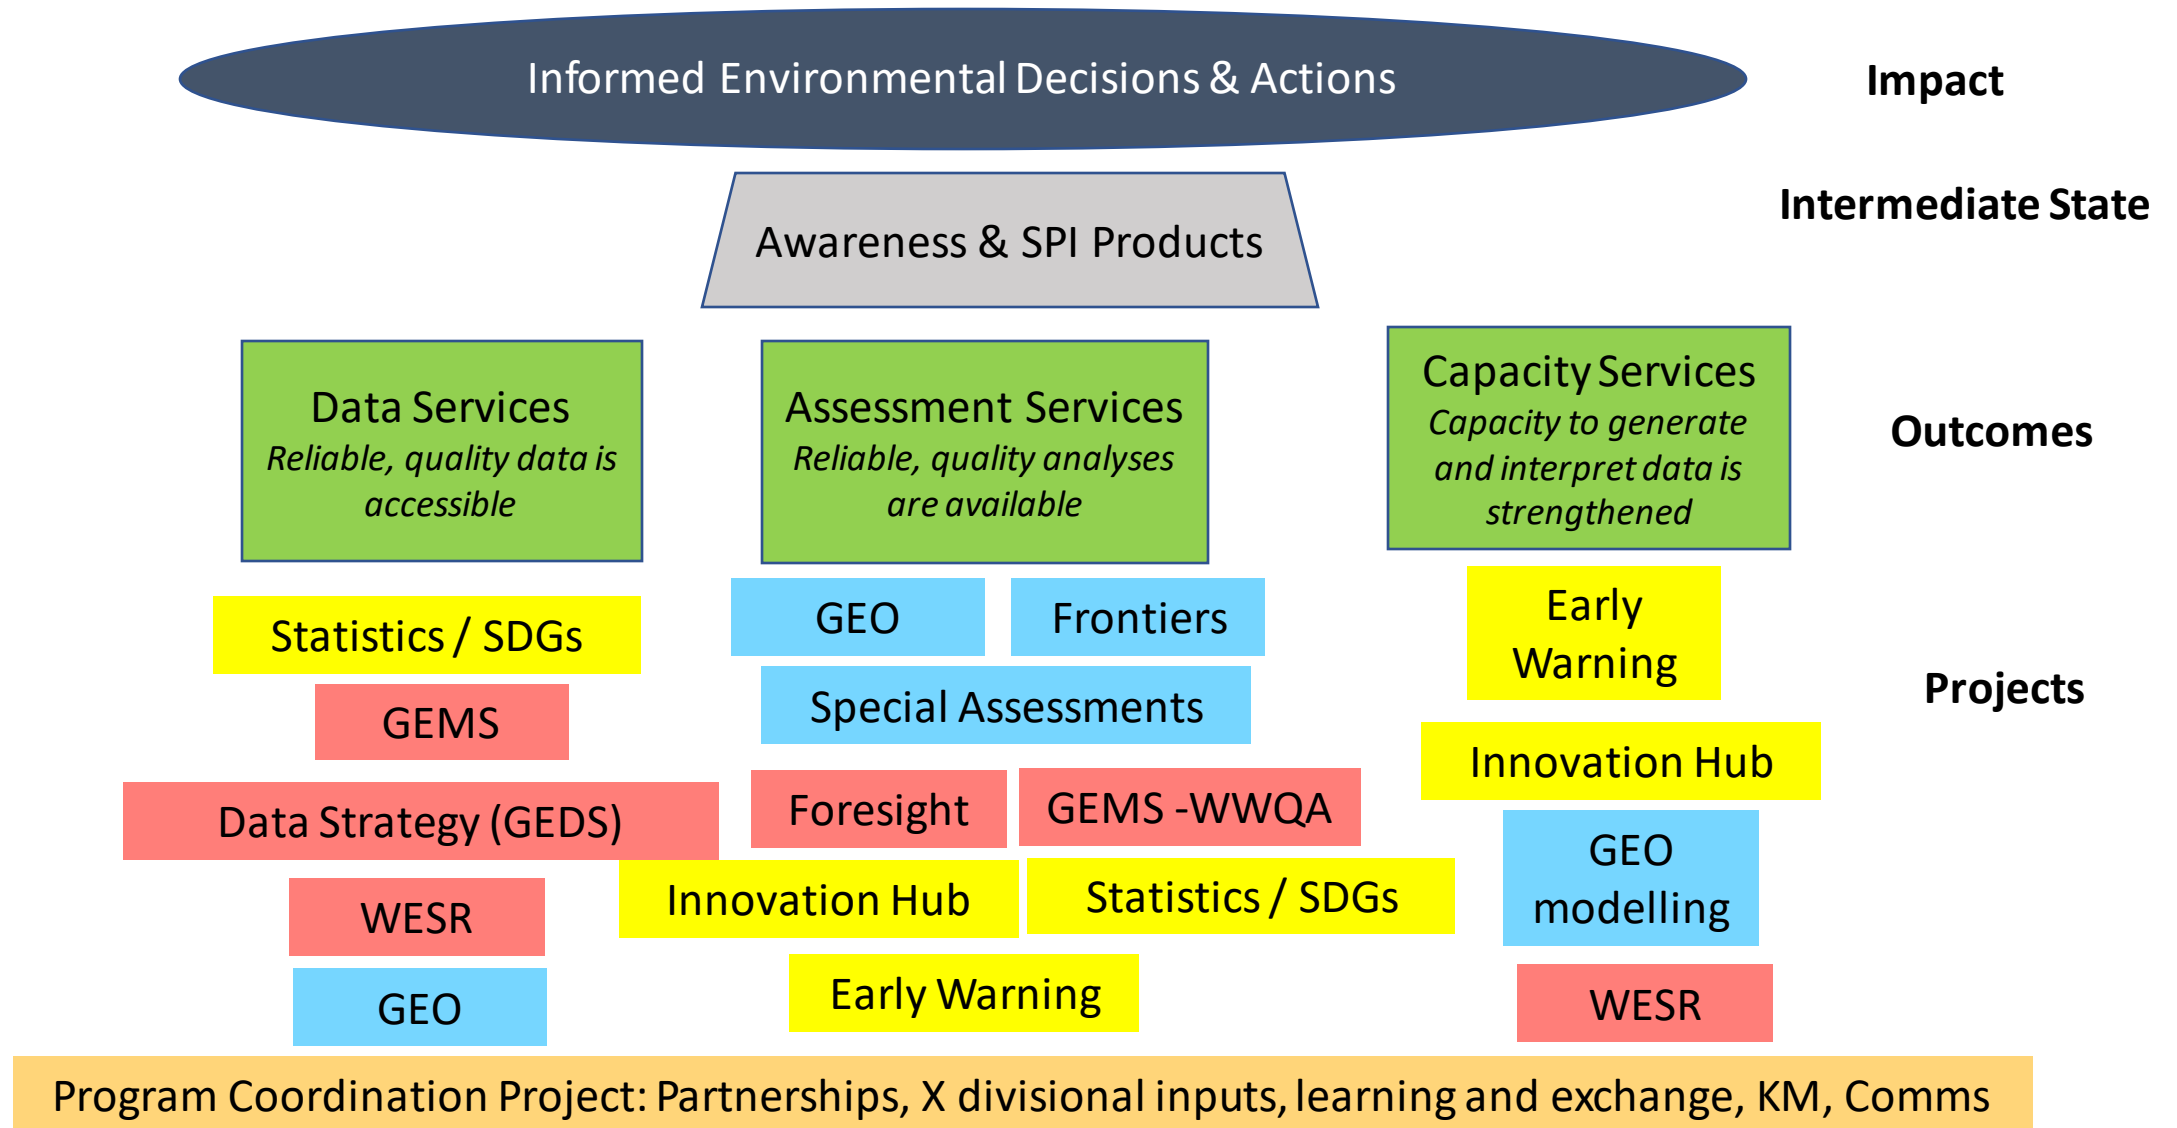 Informed Environmental Decisions & Actions
Impact
Intermediate State
Awareness & SPI Products
Data Services
Reliable, quality data is
accessible
Assessment Services
Reliable, quality analyses
are available
Capacity Services
Capacity to generate
and interpret data is
strengthened
Outcomes
Statistics / SDGs
GEMS
Data Strategy (GEDS)
WESR
GEO
GEO
Frontiers
Special Assessments
Foresight
GEMS -WWQA
Innovation Hub
Statistics / SDGs
Early Warning
Early
Warning
Innovation Hub
GEO
modelling
WESR
Projects
Program Coordination Project: Partnerships, X divisional inputs, learning and exchange, KM, Comms